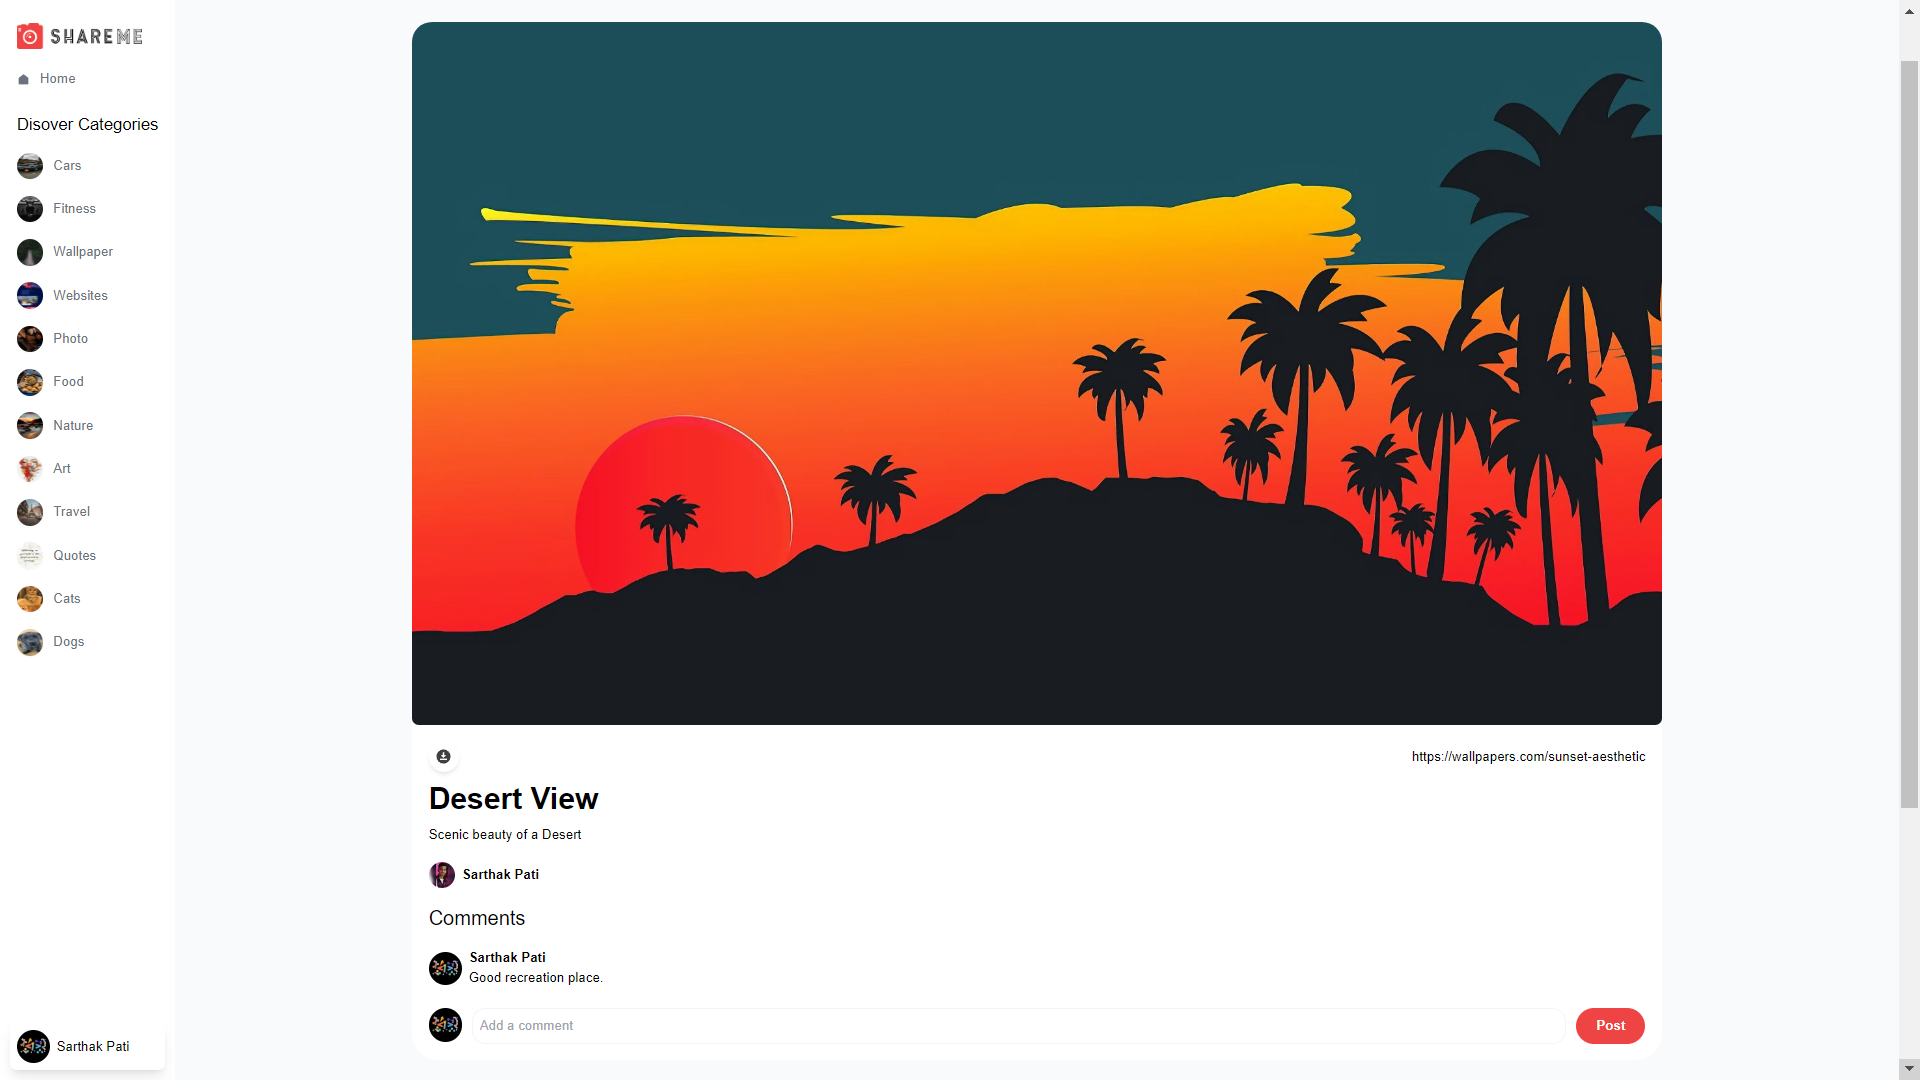 SHAREME
Home
Disover Categories
Cars
Fitness
Wallpaper
Websites
Photo
Food
Nature
Art
Travel
Quotes
Cats
Dogs
Sarthak Pati
https://wallpapers.com/sunset-aesthetic
Desert View
Scenic beauty of a Desert
Sarthak Pati
Comments
Sarthak Pati
Good recreation place.
Add a comment
Post